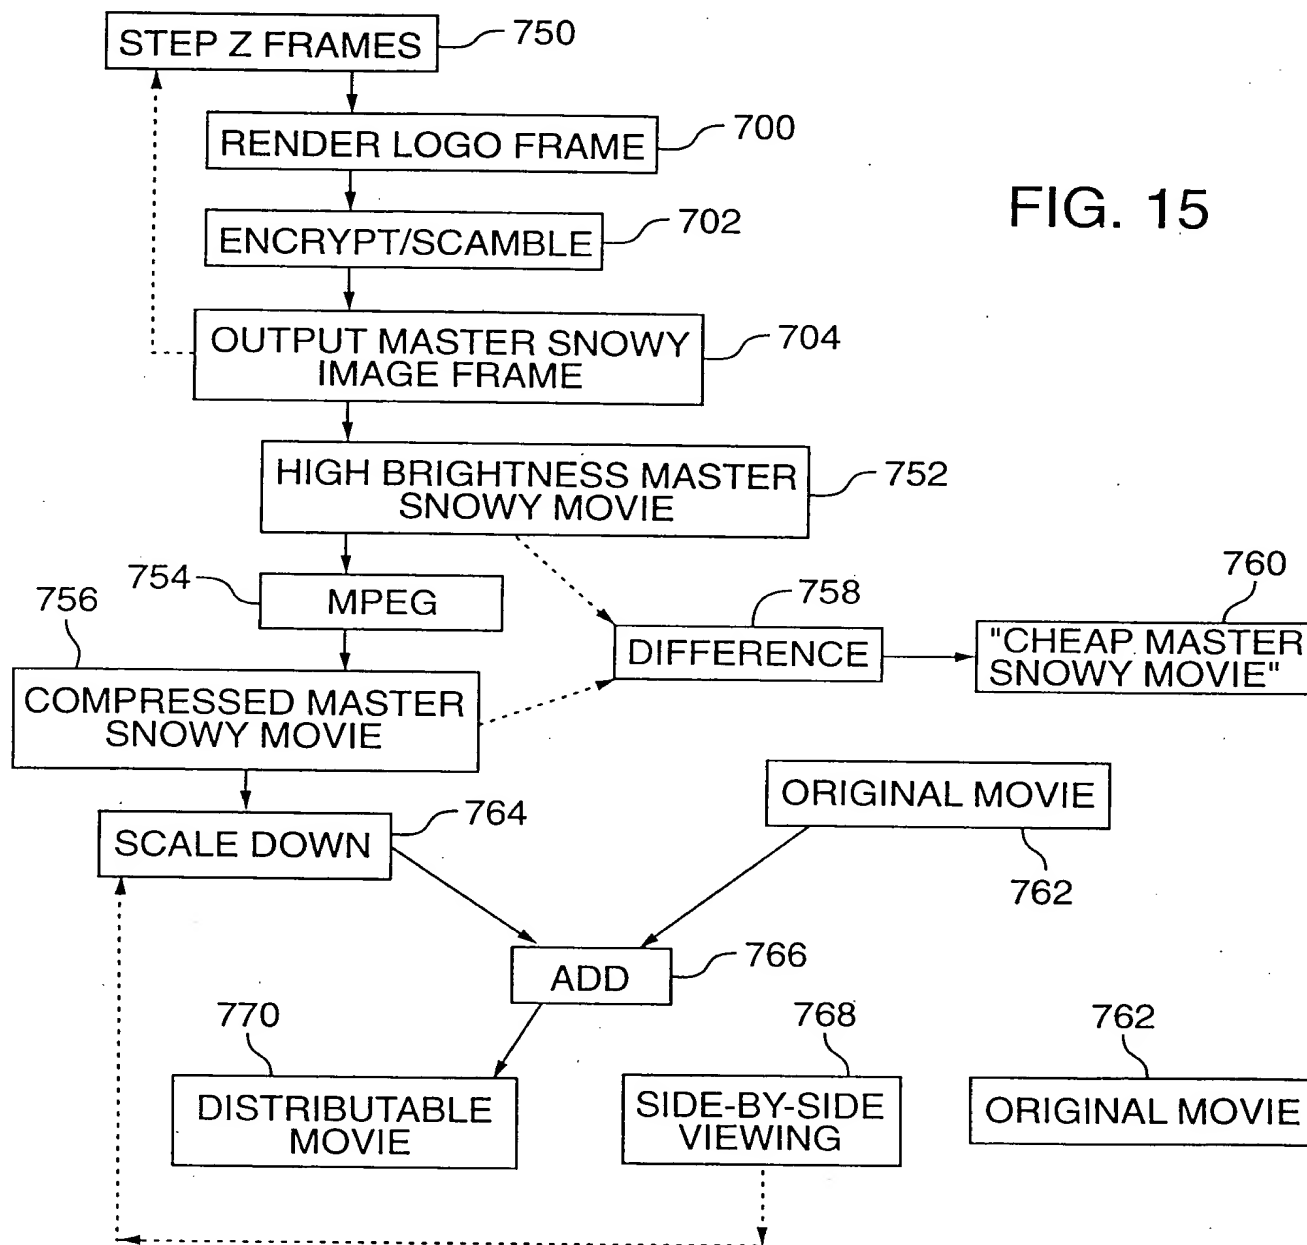 STEP Z FRAMES
750
RENDER LOGO FRAME
700
FIG. 15
ENCRYPT/SCAMBLE
702
OUTPUT MASTER SNOWY
IMAGE FRAME
704
HIGH BRIGHTNESS MASTER
SNOWY MOVIE
752
754
MPEG
756
COMPRESSED MASTER
SNOWY MOVIE
758
DIFFERENCE
760
"CHEAP MASTER
SNOWY MOVIE"
ORIGINAL MOVIE
762
SCALE DOWN
764
ADD
766
770
DISTRIBUTABLE
MOVIE
768
SIDE-BY-SIDE
VIEWING
762
ORIGINAL MOVIE